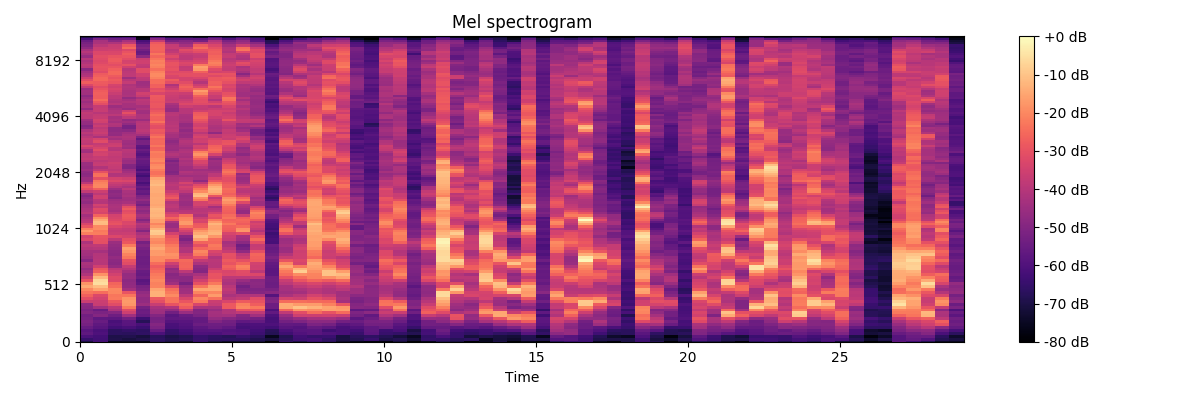 Mel spectrogram
Hz
8192
4096
2048
1024
512
0
0 5 10 15 20 25
Time
+0 dB
-10 dB
-20 dB
-30 dB
-40 dB
-50 dB
-60 dB
-70 dB
-80 dB